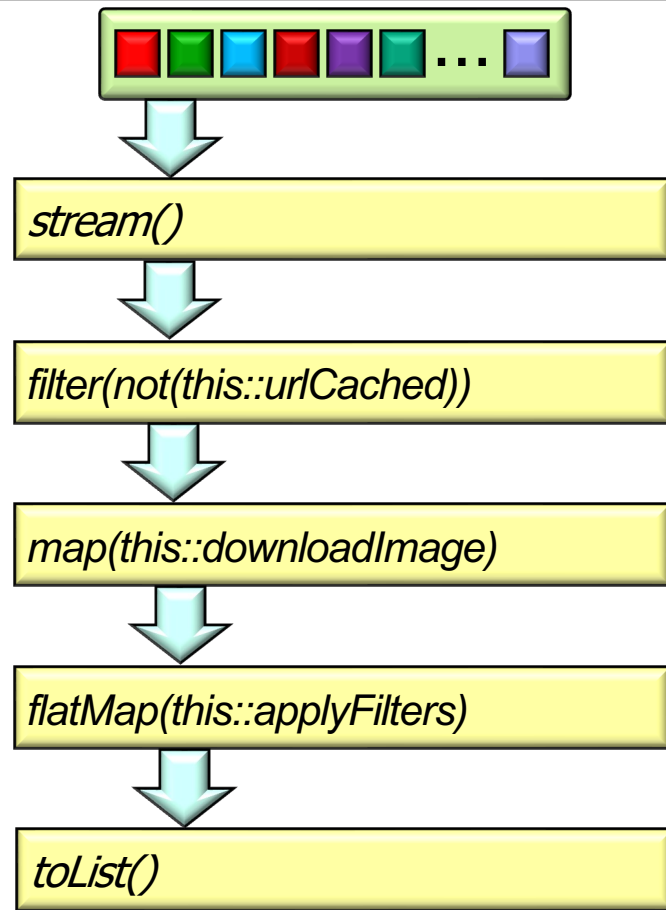 ...
stream()
filter(not(this::urlCached))
map(this::downloadImage)
flatMap(this::applyFilters)
toList()